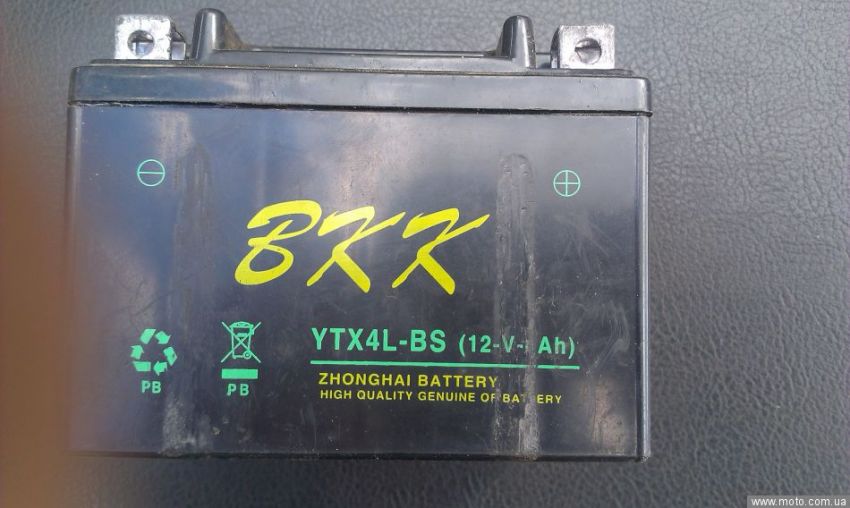 BKK
YTX4L-BS (12-V- Ah)
PB
PB
ZHONGHAI BATTERY
HIGH QUALITY GENUINE OF BATTERY
www.moto.com.ua